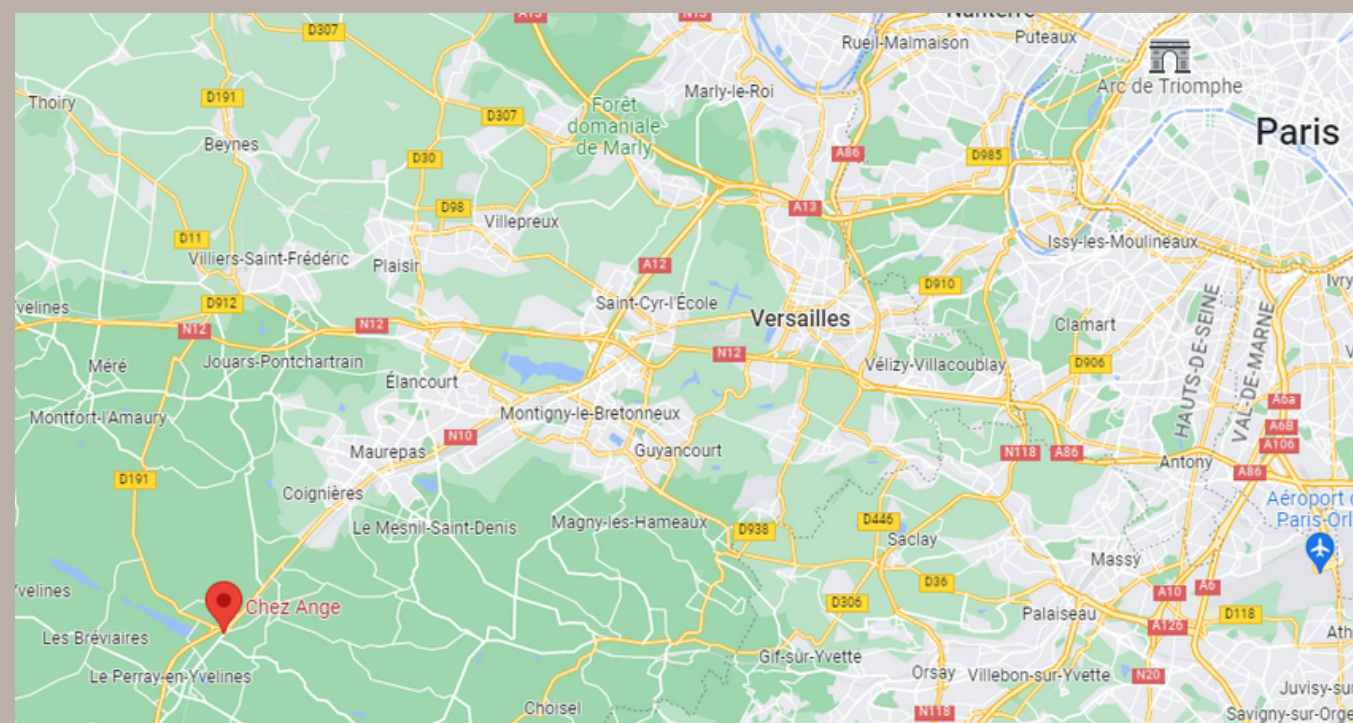 A13
N13
Nanterre
D307
Rueil-Malmaison
Puteaux
Arc de Triomphe
Thoiry
D191
Marly-le-Roi
Forêt
domaniale
de Marly
D307
Paris
Beynes
D30
A86
D985
D98
Villepreux
A13
D11
Villiers-Saint-Frédéric
Plaisir
A12
Issy-les-Moulineaux
Ivry
D912
Saint-Cyr-l'École
D910
HAUTS-DE-SEINE
VAL-DE-MARNE
velines
N12
N12
Versailles
Clamart
Méré
Jouars-Pontchartrain
N12
Vélizy-Villacoublay
D906
Élancourt
Montfort-l'Amaury
Montigny-le-Bretonneux
A6a
A6B
N10
Maurepas
Guyancourt
N118
A86
A106
Antony
A86
D191
Coignières
Aéroport d
Paris-Orl
Le Mesnil-Saint-Denis
Magny-les-Hameaux
D938
D446
Saclay
Massy
Yvelines
D36
A10
A6
Chez Ange
D306
Palaiseau
D118
Les Bréviaires
A126
Ath
Gif-sur-Yvette
Le Perray-en-Yvelines
Orsay
Villebon-sur-Yvette
N20
Juvisy-sur
Choisel
N118
Savigny-sur-Orge